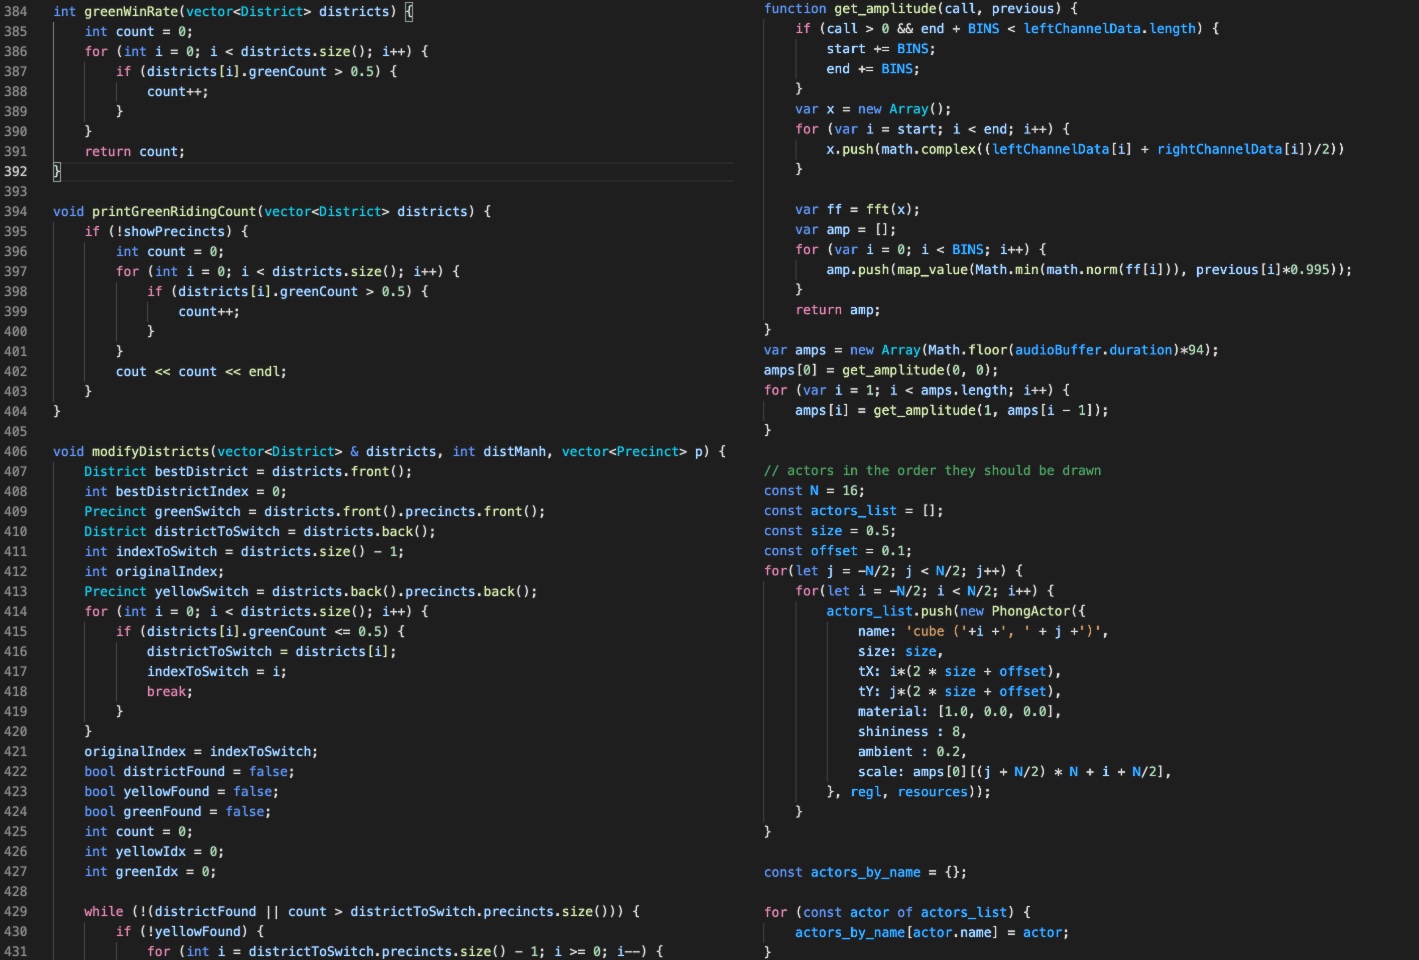 384 int greenWinRate(vector<District> districts) {
385 int count = 0;
386 for (int i = 0; i < districts.size(); i++) {
387 if (districts[i].greenCount > 0.5) {
388 count++;
389 }
390 }
391 return count;
392 }
393
394 void printGreenRidingCount(vector<District> districts) {
395 if (!showPrecincts) {
396 int count = 0;
397 for (int i = 0; i < districts.size(); i++) {
398 if (districts[i].greenCount > 0.5) {
399 count++;
400 }
401 }
402 cout << count << endl;
403 }
404 }
405
406 void modifyDistricts(vector<District> & districts, int distManh, vector<Precinct> p) {
407 District bestDistrict = districts.front();
408 int bestDistrictIndex = 0;
409 Precinct greenSwitch = districts.front().precincts.front();
410 District districtToSwitch = districts.back();
411 int indexToSwitch = districts.size() - 1;
412 int originalIndex;
413 Precinct yellowSwitch = districts.back().precincts.back();
414 for (int i = 0; i < districts.size(); i++) {
415 if (districts[i].greenCount <= 0.5) {
416 districtToSwitch = districts[i];
417 indexToSwitch = i;
418 break;
419 }
420 }
421 originalIndex = indexToSwitch;
422 bool districtFound = false;
423 bool yellowFound = false;
424 bool greenFound = false;
425 int count = 0;
426 int yellowIdx = 0;
427 int greenIdx = 0;
428
429 while (!(districtFound || count > districtToSwitch.precincts.size())) {
430 if (!yellowFound) {
431 for (int i = districtToSwitch.precincts.size() - 1; i >= 0; i--) {
function get_amplitude(call, previous) {
if (call > 0 && end + BINS < leftChannelData.length) {
start += BINS;
end += BINS;
}
var x = new Array();
for (var i = start; i < end; i++) {
x.push(math.complex((leftChannelData[i] + rightChannelData[i])/2))
}
var ff = fft(x);
var amp = [];
for (var i = 0; i < BINS; i++) {
amp.push(map_value(Math.min(math.norm(ff[i])), previous[i]*0.995));
}
return amp;
}
var amps = new Array(Math.floor(audioBuffer.duration)*94);
amps[0] = get_amplitude(0, 0);
for (var i = 1; i < amps.length; i++) {
amps[i] = get_amplitude(1, amps[i - 1]);
}
// actors in the order they should be drawn
const N = 16;
const actors_list = [];
const size = 0.5;
const offset = 0.1;
for(let j = -N/2; j < N/2; j++) {
for(let i = -N/2; i < N/2; i++) {
actors_list.push(new PhongActor({
name: 'cube ('+i +', ' + j +')',
size: size,
tX: i*(2 * size + offset),
tY: j*(2 * size + offset),
material: [1.0, 0.0, 0.0],
shininess : 8,
ambient : 0.2,
scale: amps[0][(j + N/2) * N + i + N/2],
}, regl, resources));
}
}
const actors_by_name = {};
for (const actor of actors_list) {
actors_by_name[actor.name] = actor;
}